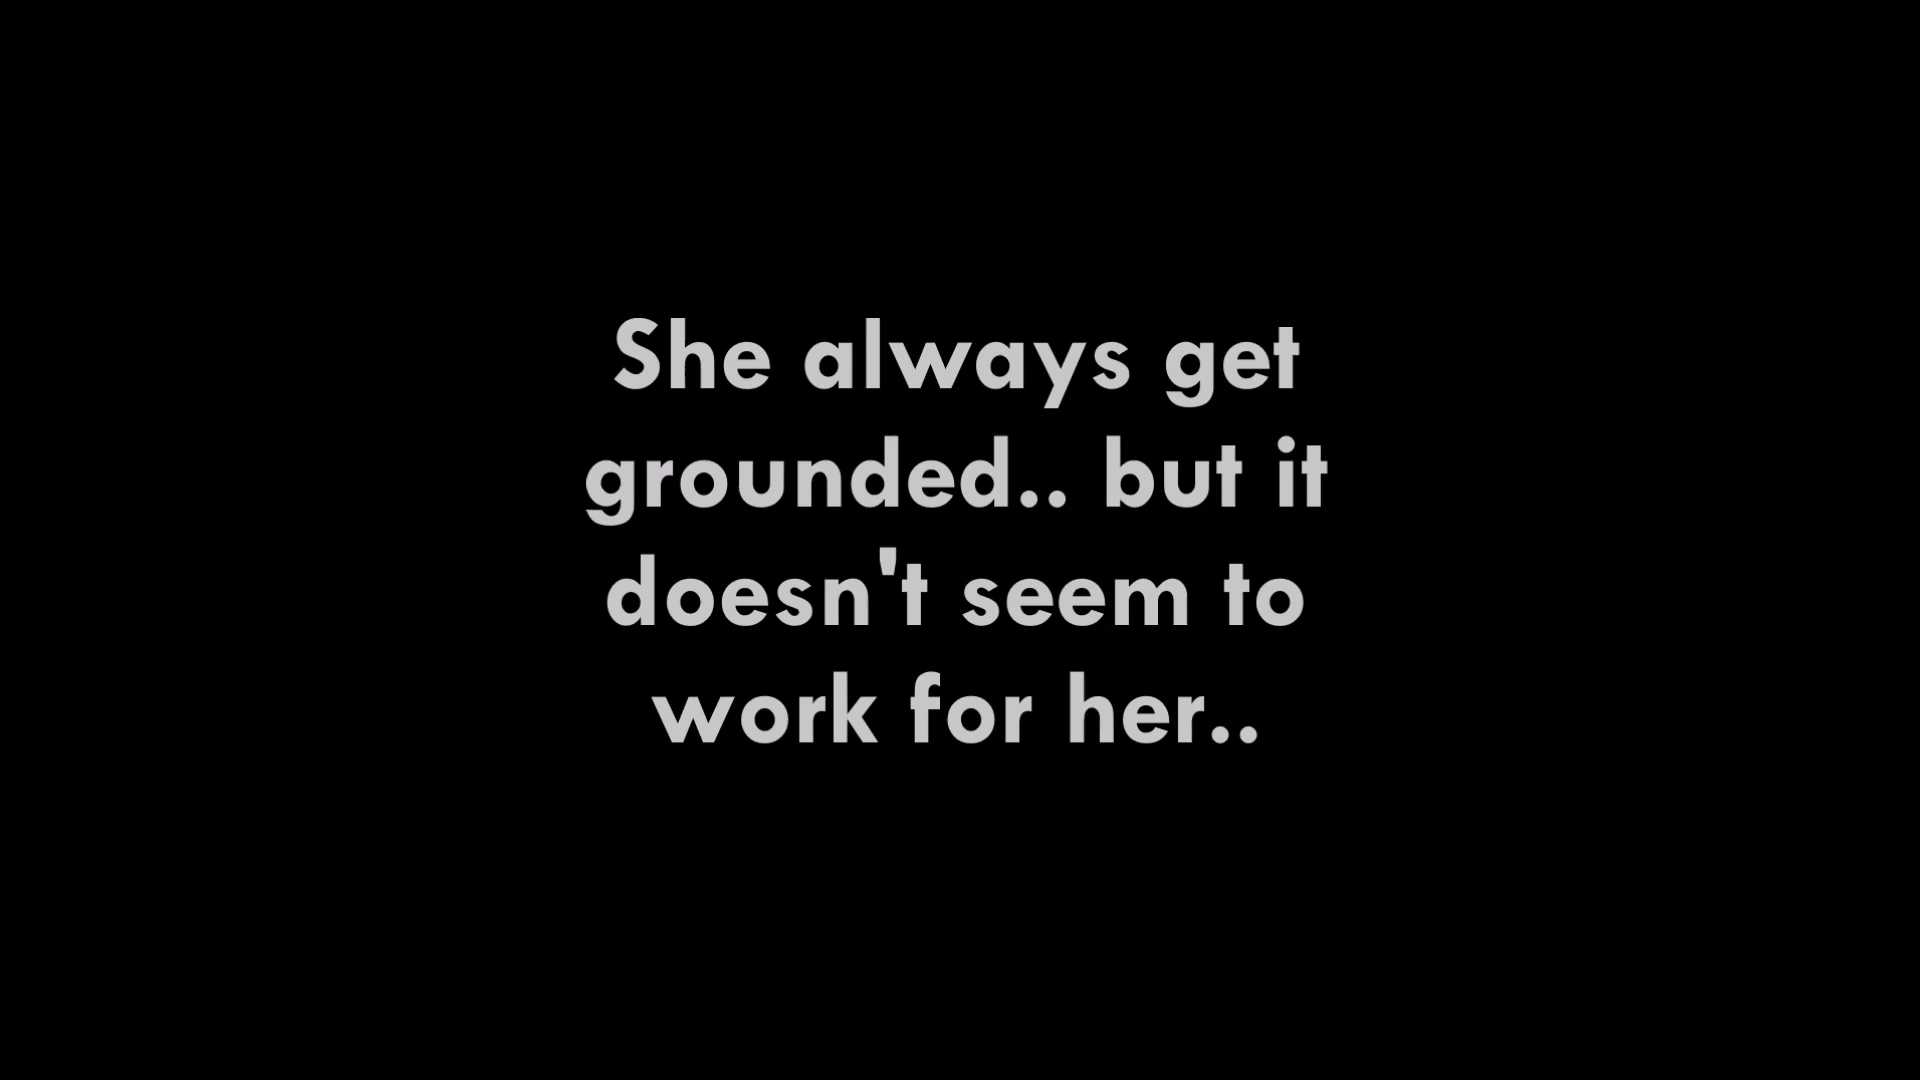 She always get
grounded.. but it
doesn't seem to
work for her..